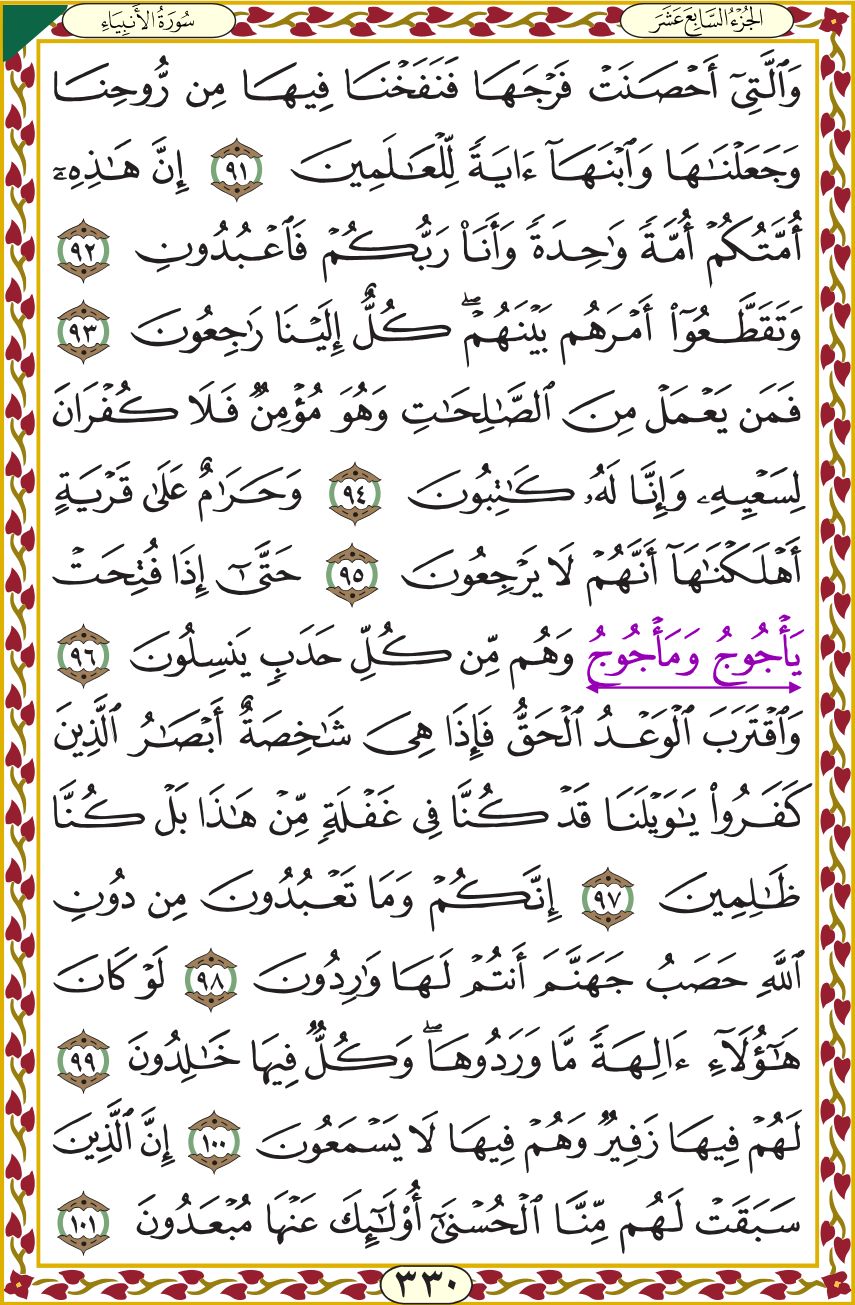 الجُزْءُ السَّابِعَ عَشَرَ
سُورَةُ الأَنبِيَاءِ
وَٱلَّتِىٓ أَحْصَنَتْ فَرْجَهَا فَنَفَخْنَا فِيهَا مِن رُّوحِنَا
وَجَعَلْنَٰهَا وَٱبْنَهَآ ءَايَةً لِّلْعَٰلَمِينَ ٩١ إِنَّ هَٰذِهِۦٓ
أُمَّتُكُمْ أُمَّةً وَٰحِدَةً وَأَنَا۠ رَبُّكُمْ فَٱعْبُدُونِ ٩٢
وَتَقَطَّعُوٓا۟ أَمْرَهُم بَيْنَهُمْ ۖ كُلٌّ إِلَيْنَا رَٰجِعُونَ ٩٣
فَمَن يَعْمَلْ مِنَ ٱلصَّٰلِحَٰتِ وَهُوَ مُؤْمِنٌ فَلَا كُفْرَانَ
لِسَعْيِهِۦ وَإِنَّا لَهُۥ كَٰتِبُونَ ٩٤ وَحَرَٰمٌ عَلَىٰ قَرْيَةٍ
أَهْلَكْنَٰهَآ أَنَّهُمْ لَا يَرْجِعُونَ ٩٥ حَتَّىٰٓ إِذَا فُتِحَتْ
يَأْجُوجُ وَمَأْجُوجُ وَهُم مِّن كُلِّ حَدَبٍ يَنسِلُونَ ٩٦
وَٱقْتَرَبَ ٱلْوَعْدُ ٱلْحَقُّ فَإِذَا هِىَ شَٰخِصَةٌ أَبْصَٰرُ ٱلَّذِينَ
كَفَرُوا۟ يَٰوَيْلَنَا قَدْ كُنَّا فِى غَفْلَةٍ مِّنْ هَٰذَا بَلْ كُنَّا
ظَٰلِمِينَ ٩٧ إِنَّكُمْ وَمَا تَعْبُدُونَ مِن دُونِ
ٱللَّهِ حَصَبُ جَهَنَّمَ أَنتُمْ لَهَا وَٰرِدُونَ ٩٨ لَوْ كَانَ
هَٰٓؤُلَآءِ ءَالِهَةً مَّا وَرَدُوهَا ۖ وَكُلٌّ فِيهَا خَٰلِدُونَ ٩٩
لَهُمْ فِيهَا زَفِيرٌ وَهُمْ فِيهَا لَا يَسْمَعُونَ ١٠٠ إِنَّ ٱلَّذِينَ
سَبَقَتْ لَهُم مِّنَّا ٱلْحُسْنَىٰٓ أُو۟لَٰٓئِكَ عَنْهَا مُبْعَدُونَ ١٠١
٣٣٠